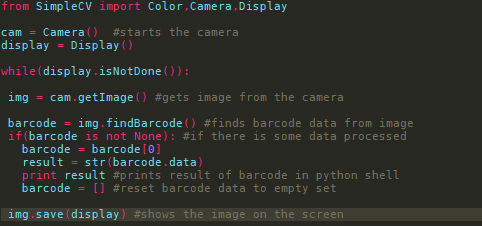 from SimpleCV import Color,Camera,Display
cam = Camera()  #starts the camera
display = Display()
while(display.isNotDone()):
img = cam.getImage() #gets image from the camera
barcode = img.findBarcode() #finds barcode data from image
if(barcode is not None): #if there is some data processed
barcode = barcode[0]
result = str(barcode.data)
print result #prints result of barcode in python shell
barcode = [] #reset barcode data to empty set
img.save(display) #shows the image on the screen